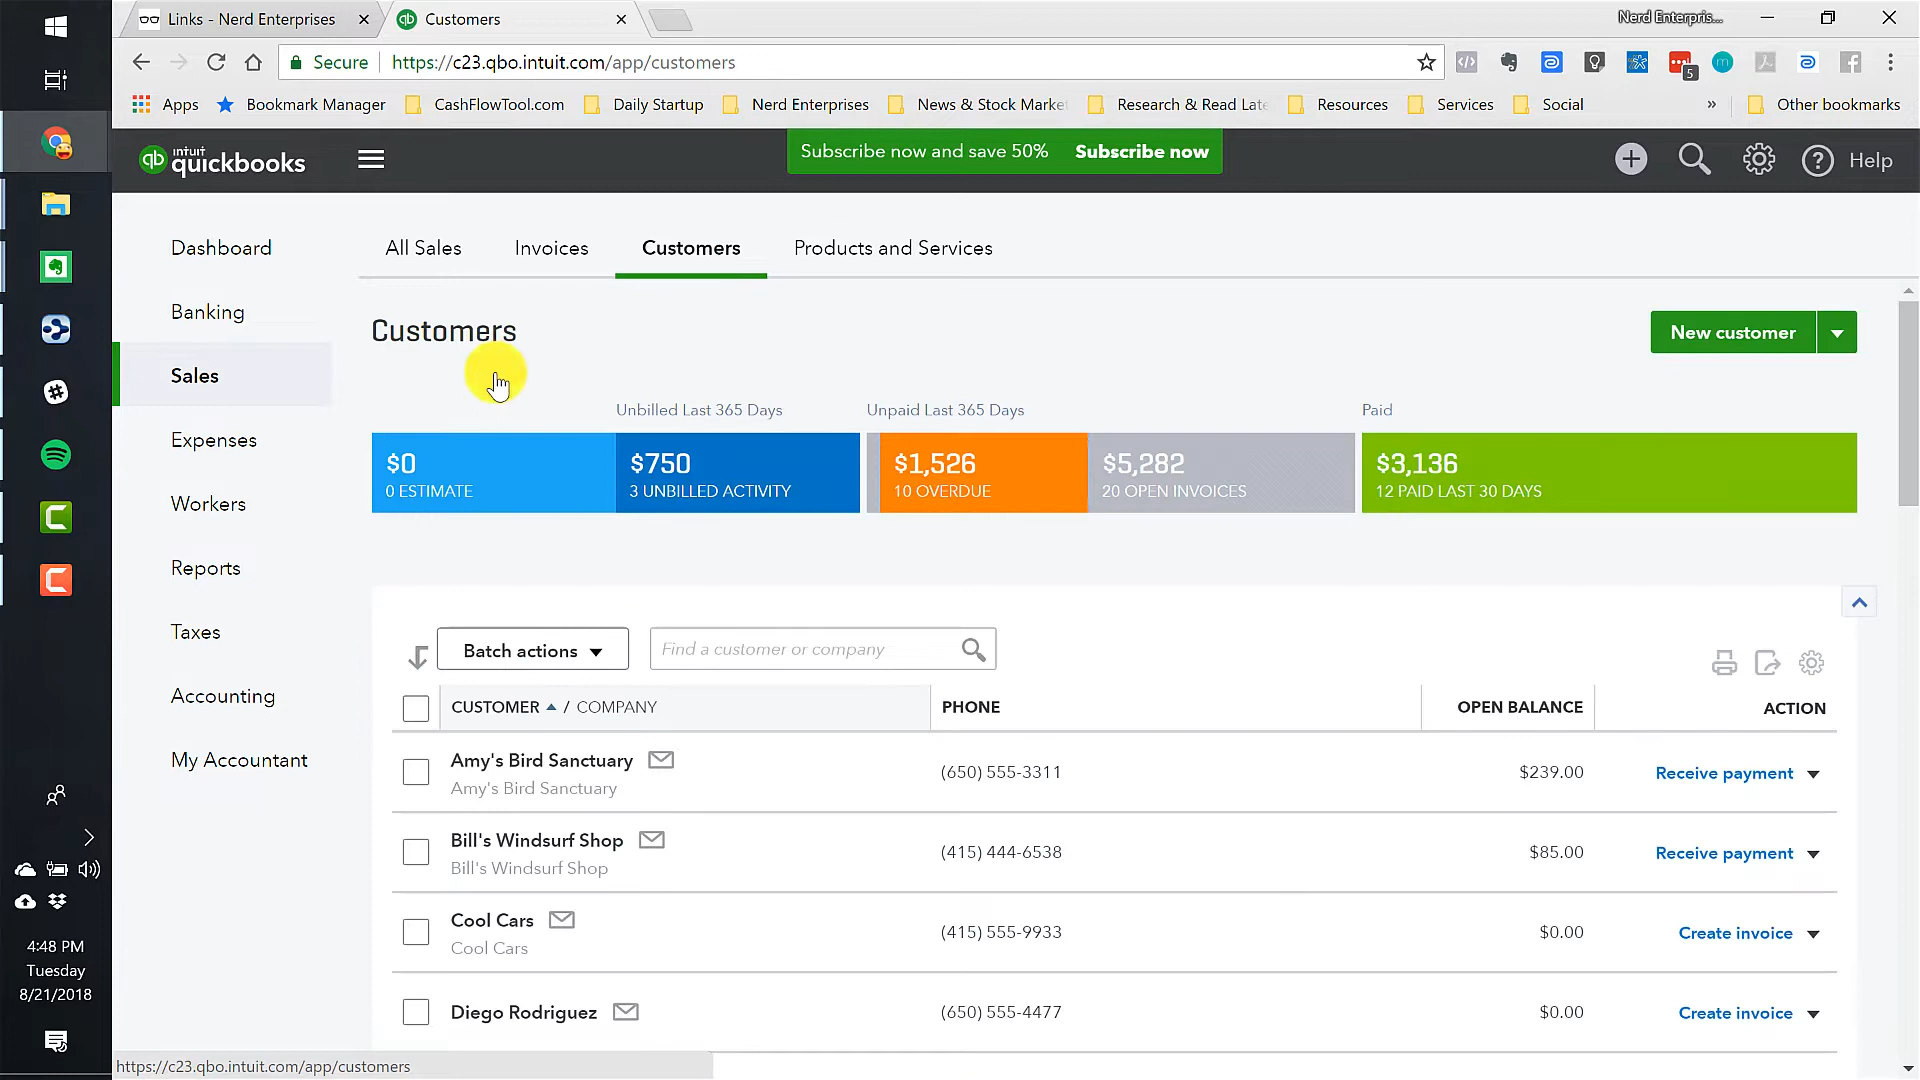 Links - Nerd Enterprises
Customers
Nerd Enterpris...
Secure
https://c23.qbo.intuit.com/app/customers
5
Apps
Bookmark Manager
CashFlowTool.com
Daily Startup
Nerd Enterprises
News & Stock Market
Research & Read Late
Resources
Services
Social
»
Other bookmarks
intuit
quickbooks
Subscribe now and save 50%
Subscribe now
Help
Dashboard
Banking
Sales
Expenses
Workers
Reports
Taxes
Accounting
My Accountant
All Sales
Invoices
Customers
Products and Services
Customers
New customer
Unbilled Last 365 Days
Unpaid Last 365 Days
Paid
$0
0 ESTIMATE
$750
3 UNBILLED ACTIVITY
$1,526
10 OVERDUE
$5,282
20 OPEN INVOICES
$3,136
12 PAID LAST 30 DAYS
Batch actions
Find a customer or company
CUSTOMER / COMPANY
PHONE
OPEN BALANCE
ACTION
Amy's Bird Sanctuary
Amy's Bird Sanctuary
(650) 555-3311
$239.00
Receive payment
Bill's Windsurf Shop
Bill's Windsurf Shop
(415) 444-6538
$85.00
Receive payment
Cool Cars
Cool Cars
(415) 555-9933
$0.00
Create invoice
Diego Rodriguez
(650) 555-4477
$0.00
Create invoice
4:48 PM
Tuesday
8/21/2018
https://c23.qbo.intuit.com/app/customers